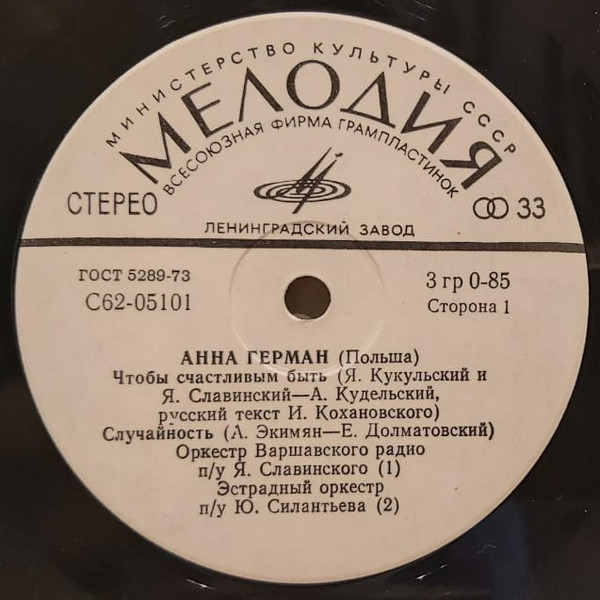 МИНИСТЕРСТВО КУЛЬТУРЫ СССР
МЕЛОДИЯ
ВСЕСОЮЗНАЯ ФИРМА ГРАМПЛАСТИНОК
СТЕРЕО
33
ЛЕНИНГРАДСКИЙ ЗАВОД
ГОСТ 5289-73
С62-05101
3 гр 0-85
Сторона 1
АННА ГЕРМАН (Польша)
Чтобы счастливым быть (Я. Кукульский и
Я. Славинский—А. Кудельский,
русский текст И. Кохановского)
Случайность (А. Экимян—Е. Долматовский)
Оркестр Варшавского радио
п/у Я. Славинского (1)
Эстрадный оркестр
п/у Ю. Силантьева (2)